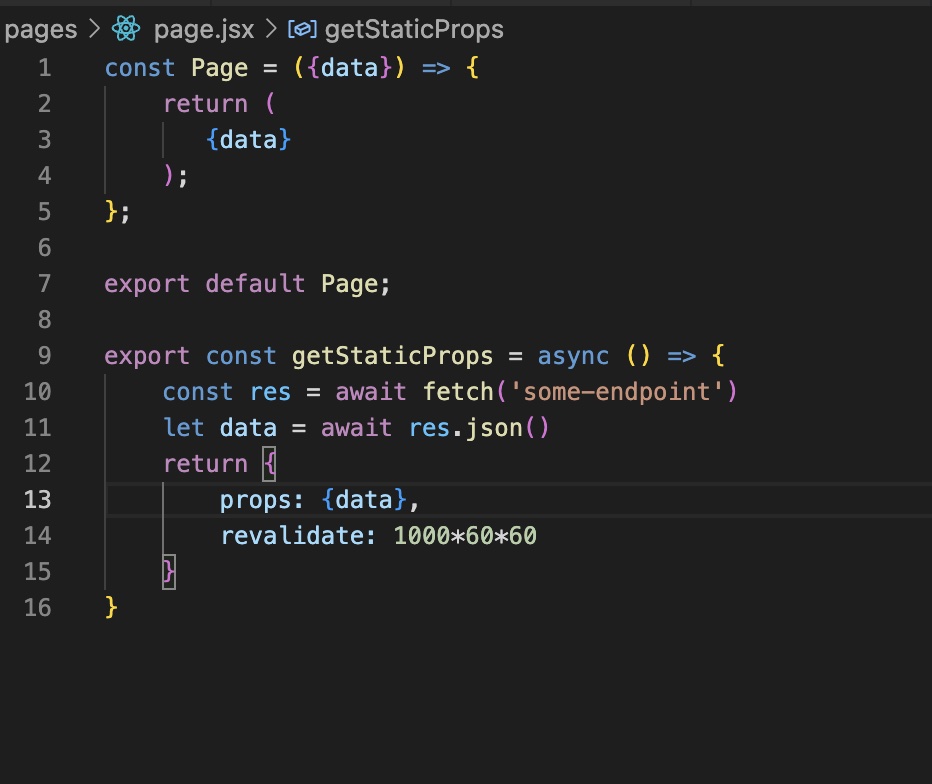 pages > page.jsx > getStaticProps
1 const Page = ({data}) => {
2     return (
3        {data}
4     );
5 };
6
7 export default Page;
8
9 export const getStaticProps = async () => {
10     const res = await fetch('some-endpoint')
11     let data = await res.json()
12     return {
13         props: {data},
14         revalidate: 1000*60*60
15     }
16 }